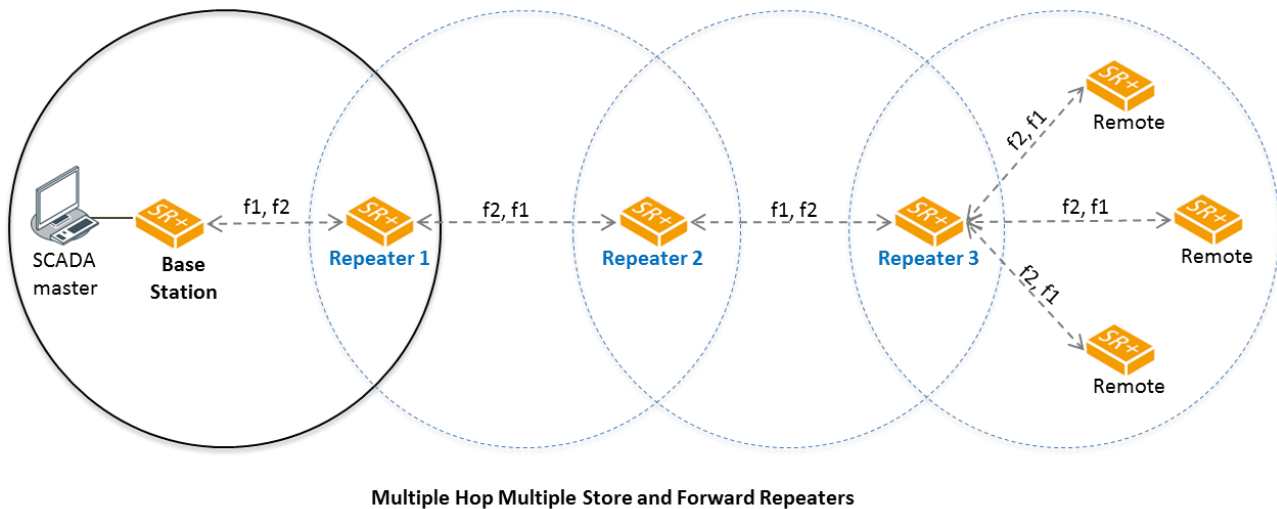 SR+
Remote
f2, f1
SCADA
master
SR+
Base
Station
f1, f2
SR+
Repeater 1
f2, f1
SR+
Repeater 2
f1, f2
SR+
Repeater 3
f2, f1
SR+
Remote
f2, f1
SR+
Remote
Multiple Hop Multiple Store and Forward Repeaters